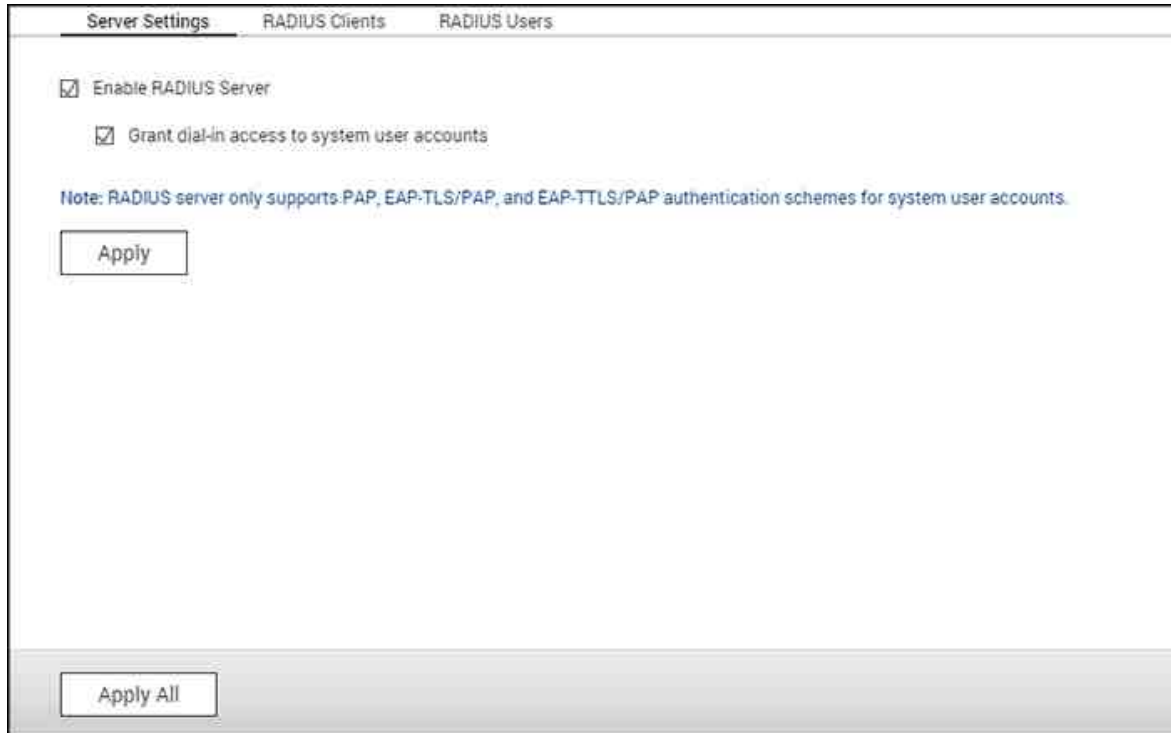 Server Settings RADIUS Clients RADIUS Users
Enable RADIUS Server
Grant dial-in access to system user accounts
Note: RADIUS server only supports PAP, EAP-TLS/PAP, and EAP-TTLS/PAP authentication schemes for system user accounts.
Apply
Apply All